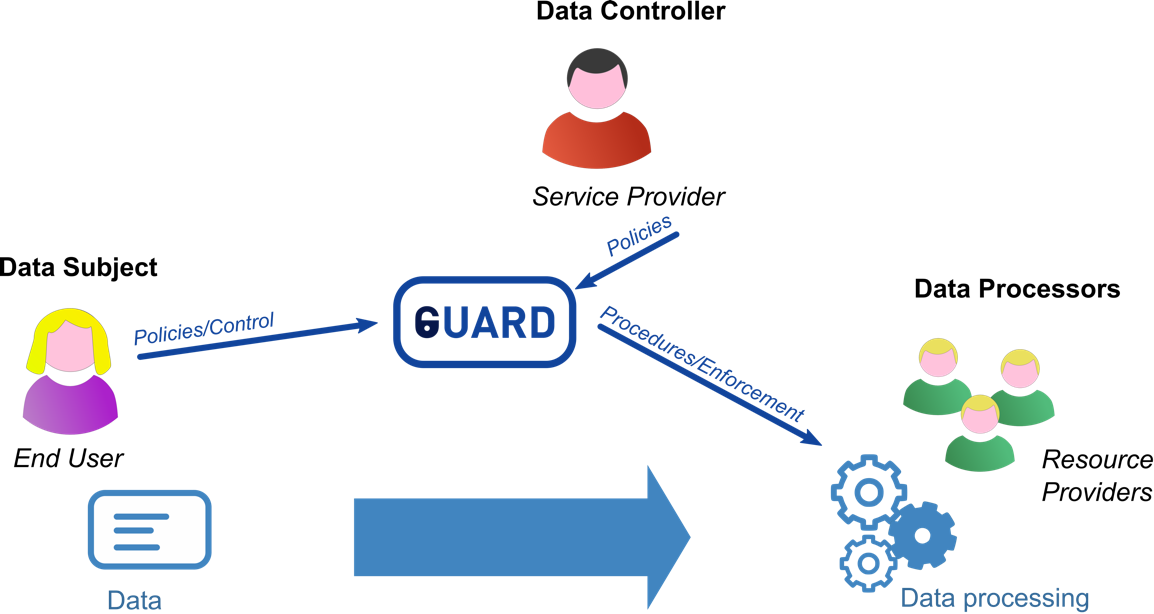 Data Controller
Service Provider
Policies
Data Subject
Policies/Control
GUARD
Procedures/Enforcement
Data Processors
End User
Resource
Providers
Data
Data processing